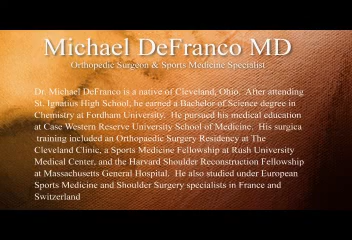 Michael DeFranco MD
Orthopedic Surgeon & Sports Medicine Specialist
Dr. Michael DeFranco is a native of Cleveland, Ohio. After attending
St. Ignatius High School, he earned a Bachelor of Science degree in
Chemistry at Fordham University. He pursued his medical education
at Case Western Reserve University School of Medicine. His surgica
training included an Orthopaedic Surgery Residency at The
Cleveland Clinic, a Sports Medicine Fellowship at Rush University
Medical Center, and the Harvard Shoulder Reconstruction Fellowship
at Massachusetts General Hospital. He also studied under European
Sports Medicine and Shoulder Surgery specialists in France and
Switzerland